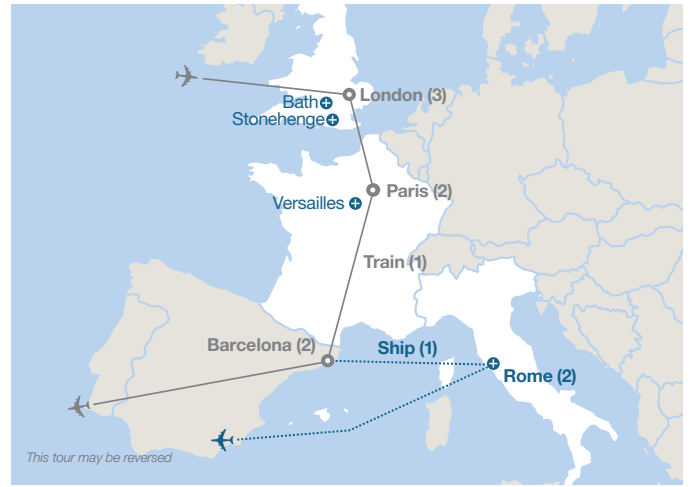 London (3)
Bath
Stonehenge
Paris (2)
Versailles
Train (1)
Barcelona (2)
Ship (1)
Rome (2)
This tour may be reversed